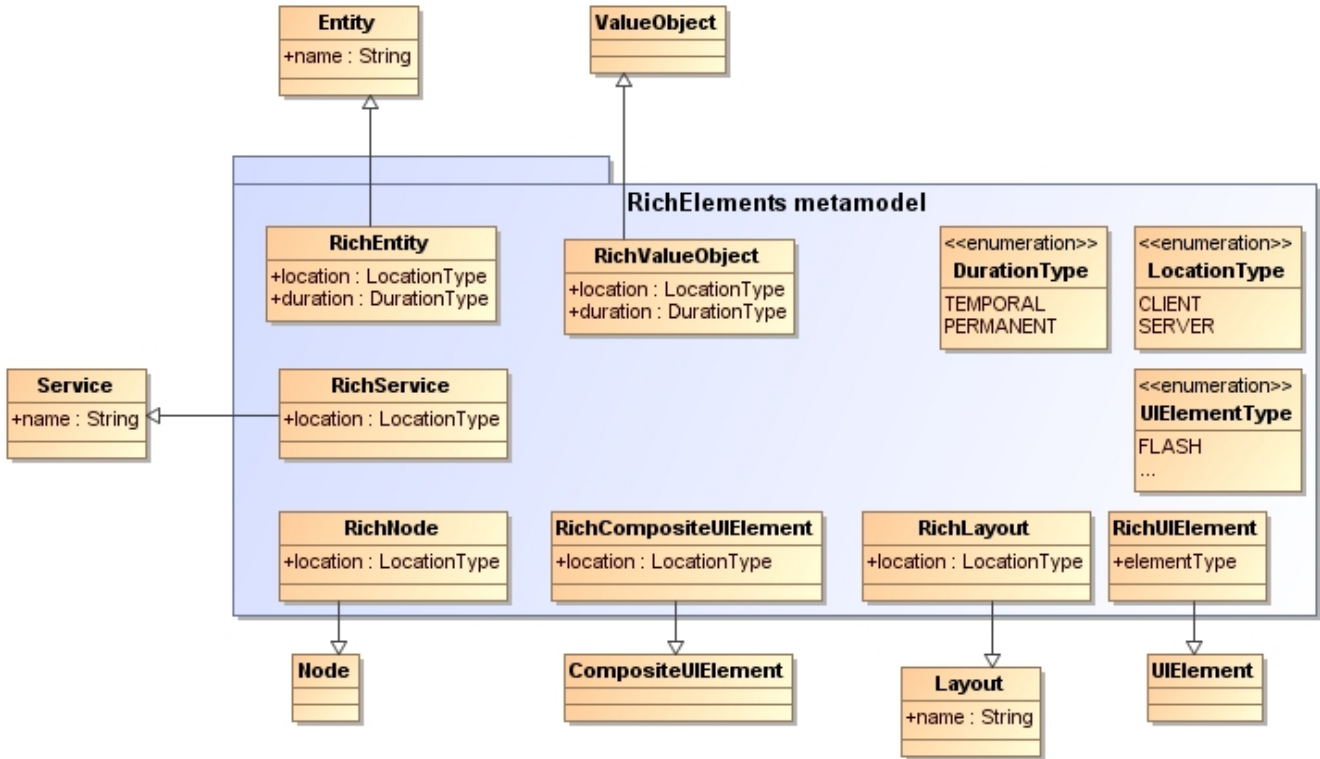 Entity
+name : String
ValueObject
RichElements metamodel
RichEntity
+location : LocationType
+duration : DurationType
RichValueObject
+location : LocationType
+duration : DurationType
<<enumeration>>
DurationType
TEMPORAL
PERMANENT
<<enumeration>>
LocationType
CLIENT
SERVER
Service
+name : String
RichService
+location : LocationType
<<enumeration>>
UIElementType
FLASH
...
RichNode
+location : LocationType
RichCompositeUIElement
+location : LocationType
RichLayout
+location : LocationType
RichUIElement
+elementType
Node
CompositeUIElement
Layout
+name : String
UIElement